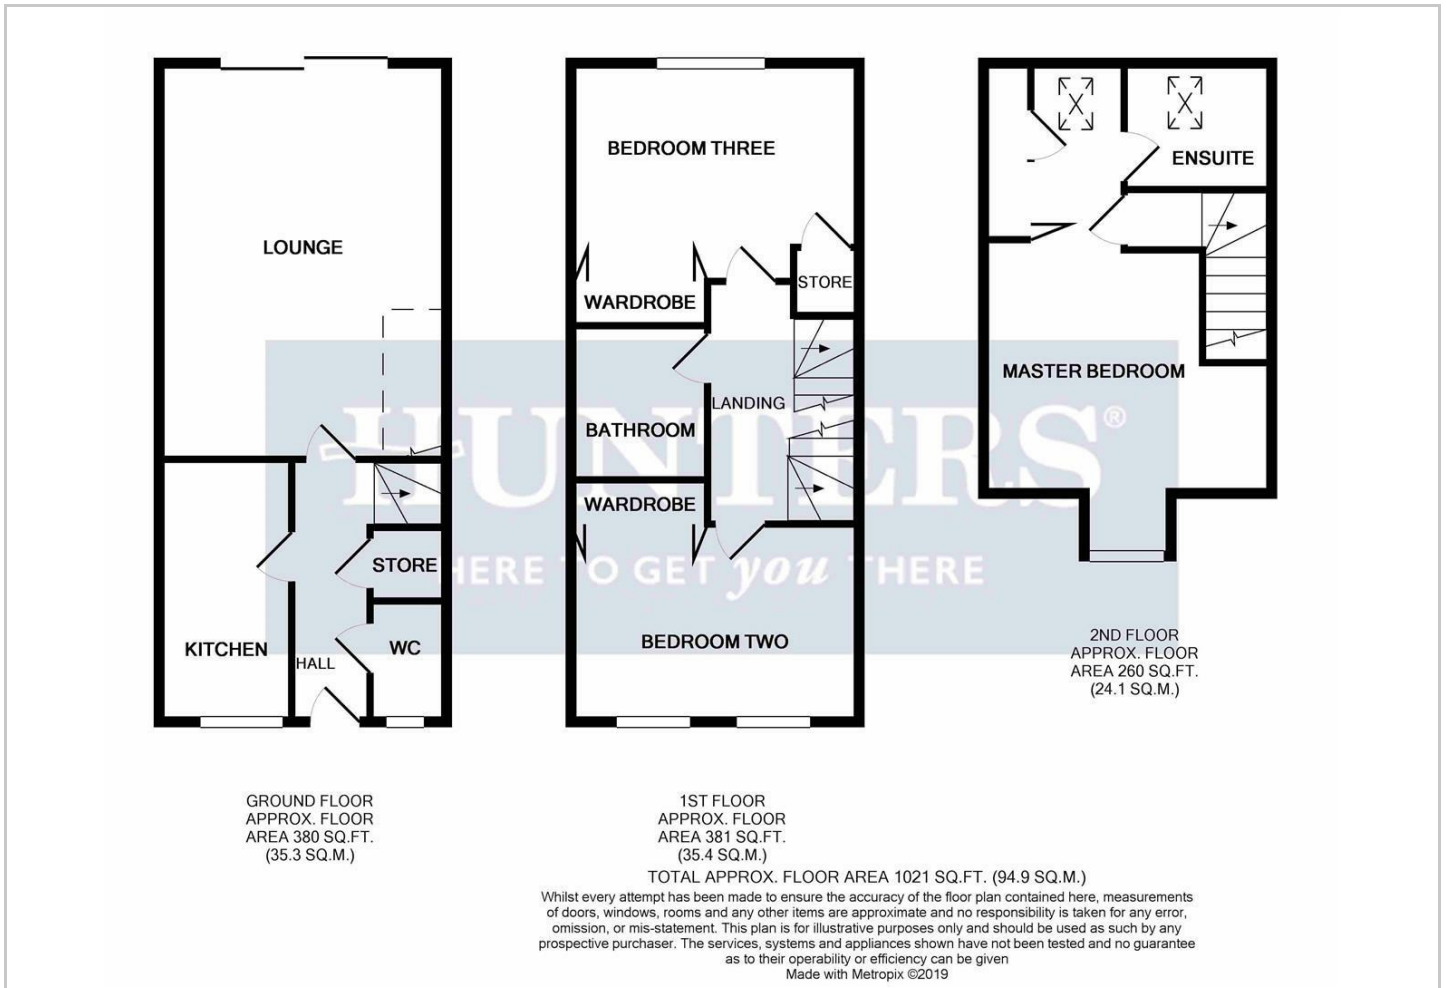 LOUNGE
KITCHEN
HALL
STORE
WC
BEDROOM THREE
WARDROBE
STORE
BATHROOM
LANDING
WARDROBE
BEDROOM TWO
ENSUITE
MASTER BEDROOM
HUNTERS®
HERE TO GET you THERE
GROUND FLOOR
APPROX. FLOOR
AREA 380 SQ.FT.
(35.3 SQ.M.)
1ST FLOOR
APPROX. FLOOR
AREA 381 SQ.FT.
(35.4 SQ.M.)
2ND FLOOR
APPROX. FLOOR
AREA 260 SQ.FT.
(24.1 SQ.M.)
TOTAL APPROX. FLOOR AREA 1021 SQ.FT. (94.9 SQ.M.)
Whilst every attempt has been made to ensure the accuracy of the floor plan contained here, measurements
of doors, windows, rooms and any other items are approximate and no responsibility is taken for any error,
omission, or mis-statement. This plan is for illustrative purposes only and should be used as such by any
prospective purchaser. The services, systems and appliances shown have not been tested and no guarantee
as to their operability or efficiency can be given
Made with Metropix ©2019